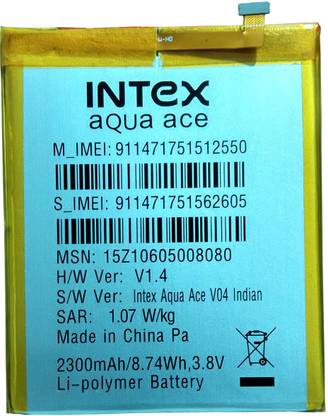 INTEX
aqua ace
M_IMEI: 911471751512550
S_IMEI: 911471751562605
MSN: 15Z10605008080
H/W Ver: V1.4
S/W Ver: Intex Aqua Ace V04 Indian
SAR: 1.07 W/kg
Made in China Pa
2300mAh/8.74Wh,3.8V
Li-polymer Battery